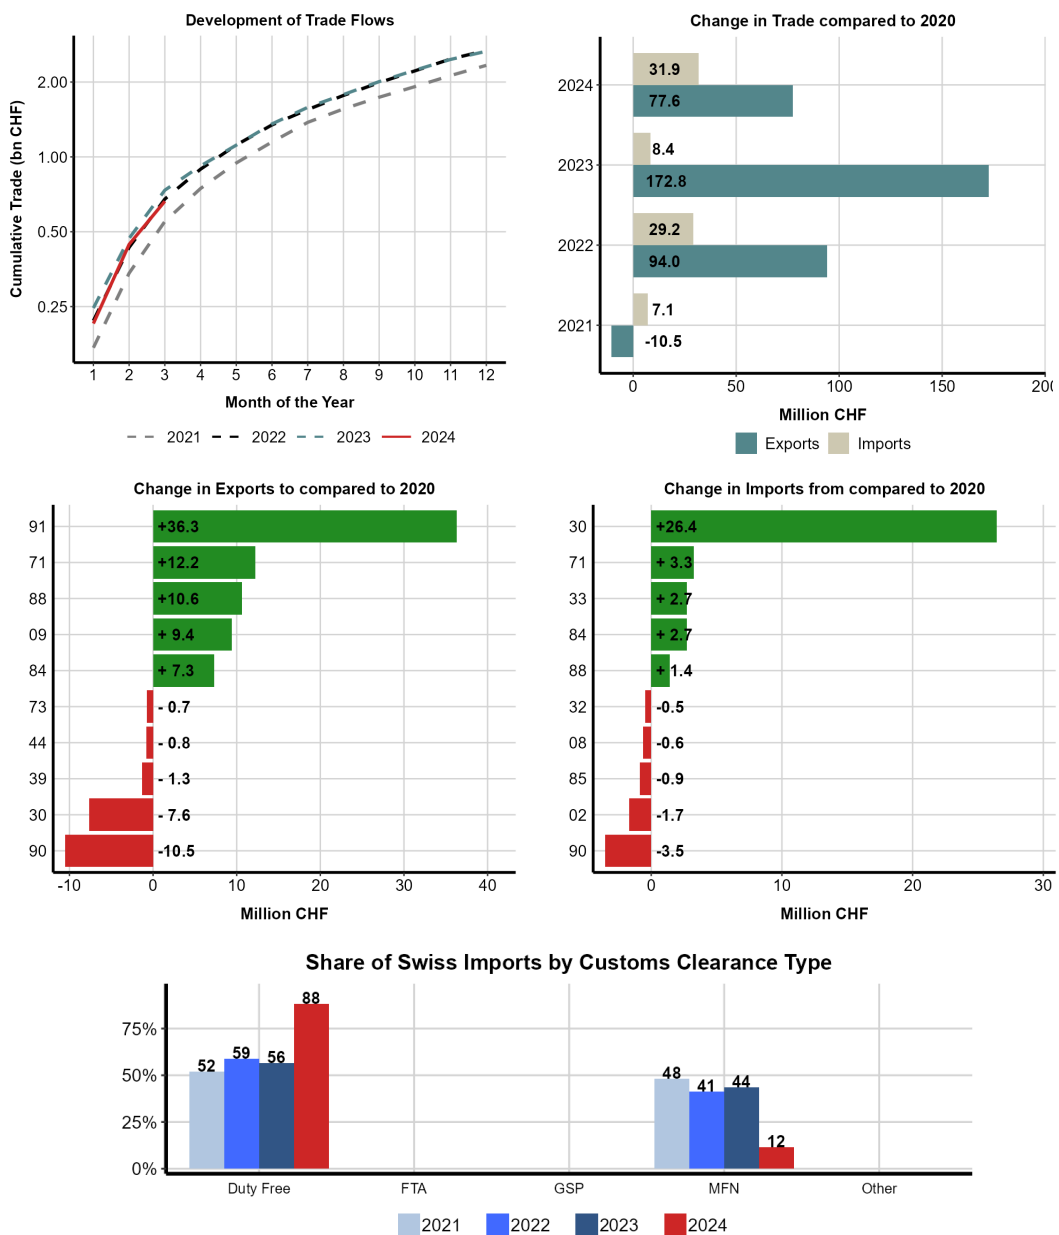 Development of Trade Flows
Cumulative Trade (bn CHF)
2.00
1.00
0.50
0.25
1 2 3 4 5 6 7 8 9 10 11 12
Month of the Year
2021 2022 2023 2024
Change in Trade compared to 2020
2024
31.9
77.6
2023
8.4
172.8
2022
29.2
94.0
2021
7.1
-10.5
0 50 100 150
Million CHF
Exports Imports
Change in Exports to compared to 2020
91 +36.3
71 +12.2
88 +10.6
09 + 9.4
84 + 7.3
73 - 0.7
44 - 0.8
39 - 1.3
30 - 7.6
90 -10.5
-10 0 10 20 30 40
Million CHF
Change in Imports from compared to 2020
30 +26.4
71 + 3.3
33 + 2.7
84 + 2.7
88 + 1.4
32 -0.5
08 -0.6
85 -0.9
02 -1.7
90 -3.5
0 10 20 30
Million CHF
Share of Swiss Imports by Customs Clearance Type
75%
50%
25%
0%
52 59 56 88
48 41 44 12
Duty Free FTA GSP MFN Other
2021 2022 2023 2024